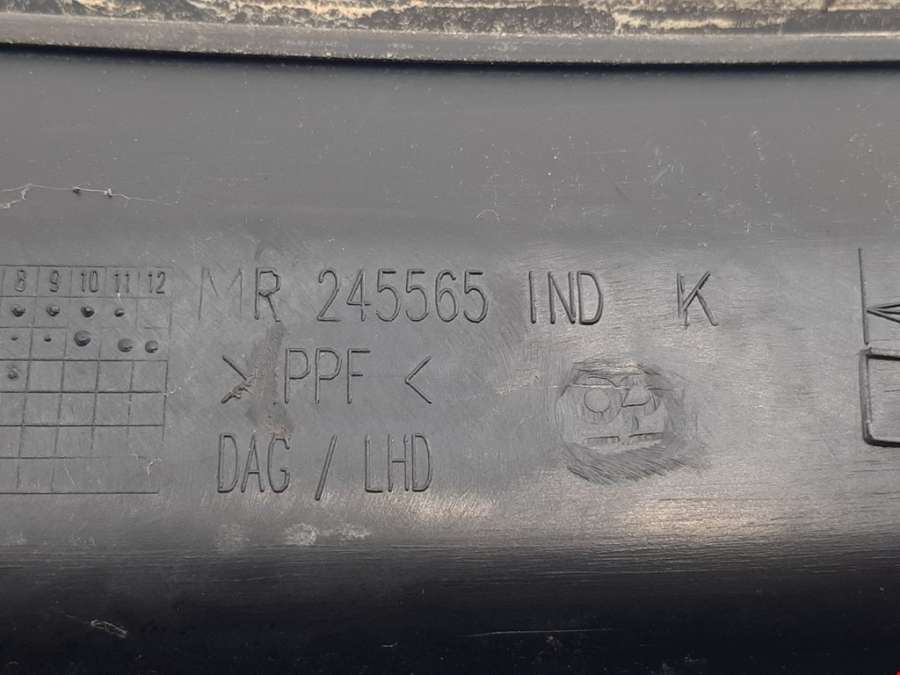 8 9 10 11 12
MR 245565 IND K
> PPF <
DAG / LHD